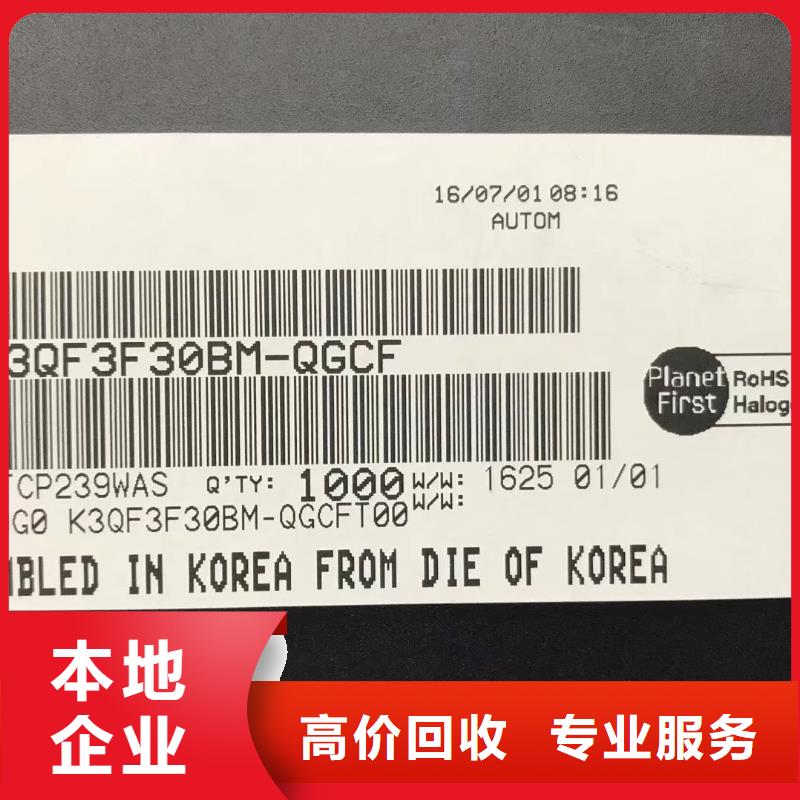 16/07/01 08:16
AUTOM
3QF3F30BM-QGCF
Planet First
RoHS
Halog
TCP239WAS Q'TY: 1000 W/W: 1625 01/01
W/W:
G0 K3QF3F30BM-QGCFT00
MBLED IN KOREA FROM DIE OF KOREA
本地
企业
高价回收 专业服务